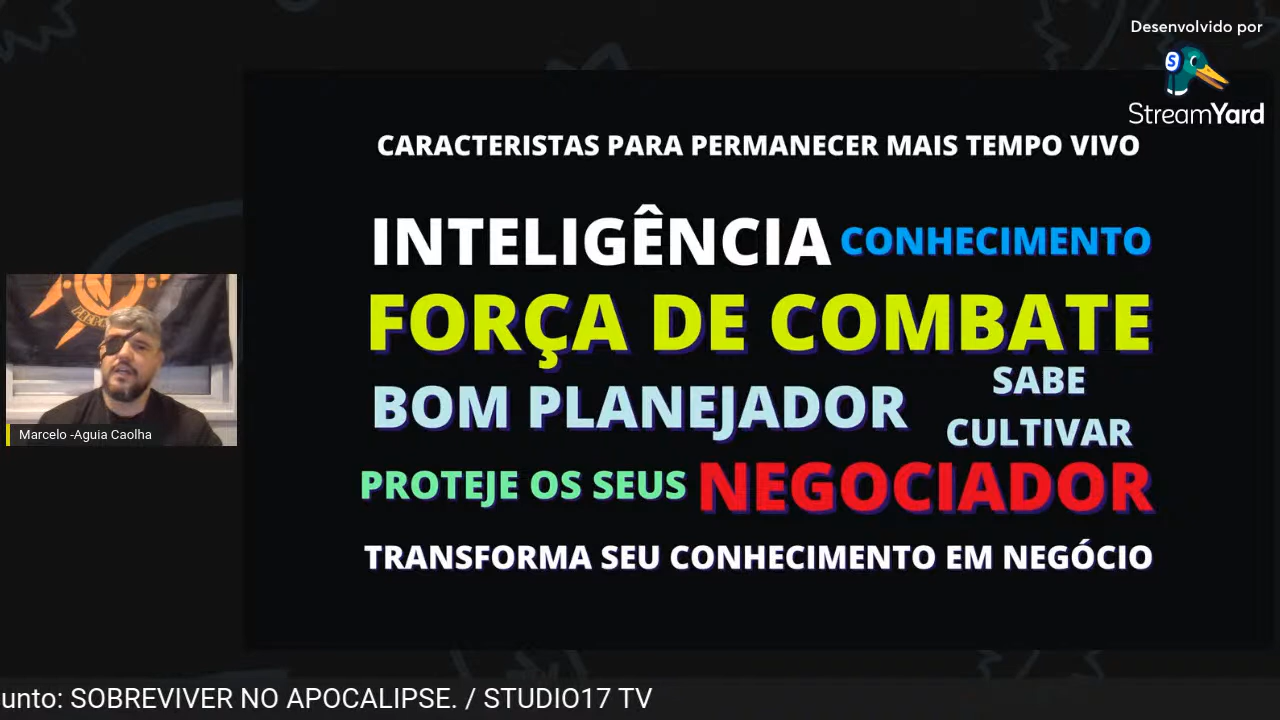 Desenvolvido por
StreamYard
CARACTERISTAS PARA PERMANECER MAIS TEMPO VIVO
INTELIGÊNCIA CONHECIMENTO
FORÇA DE COMBATE
BOM PLANEJADOR
SABE
CULTIVAR
PROTEJE OS SEUS NEGOCIADOR
TRANSFORMA SEU CONHECIMENTO EM NEGÓCIO
Marcelo -Aguia Caolha
unto: SOBREVIVER NO APOCALIPSE. / STUDIO17 TV